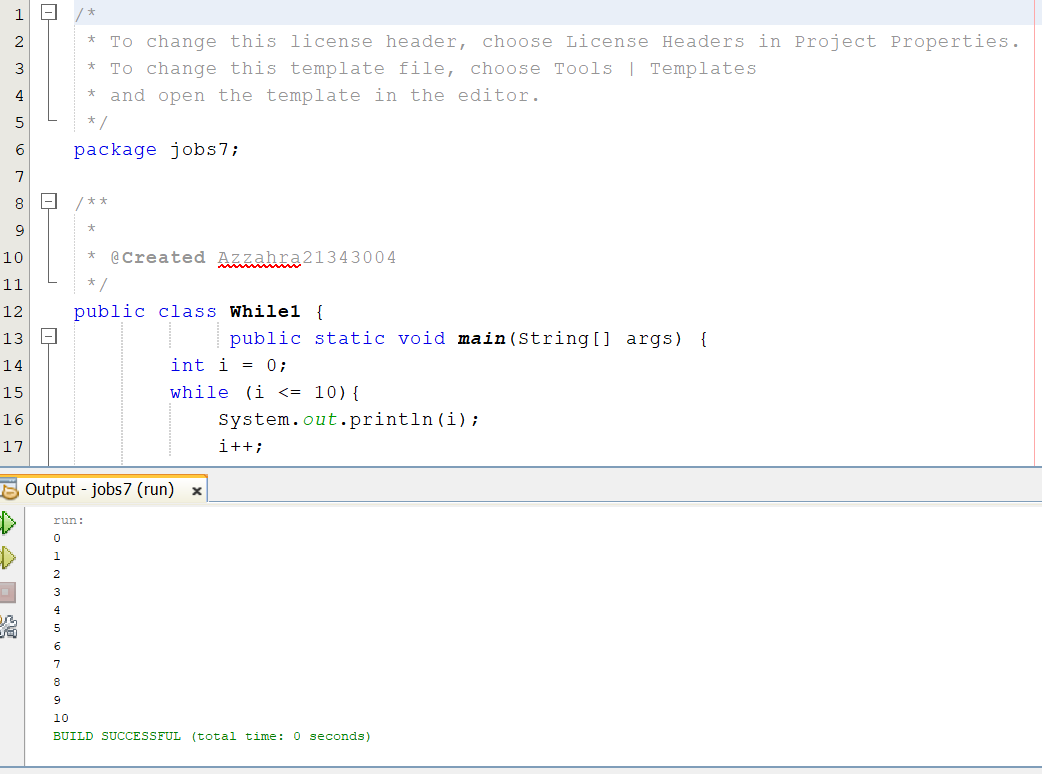 1 /*
2 * To change this license header, choose License Headers in Project Properties.
3 * To change this template file, choose Tools | Templates
4 * and open the template in the editor.
5 */
6 package jobs7;
7
8 /**
9 *
10 * @Created Azzahra21343004
11 */
12 public class While1 {
13 public static void main(String[] args) {
14 int i = 0;
15 while (i <= 10){
16 System.out.println(i);
17 i++;
Output - jobs7 (run) ×
run:
0
1
2
3
4
5
6
7
8
9
10
BUILD SUCCESSFUL (total time: 0 seconds)